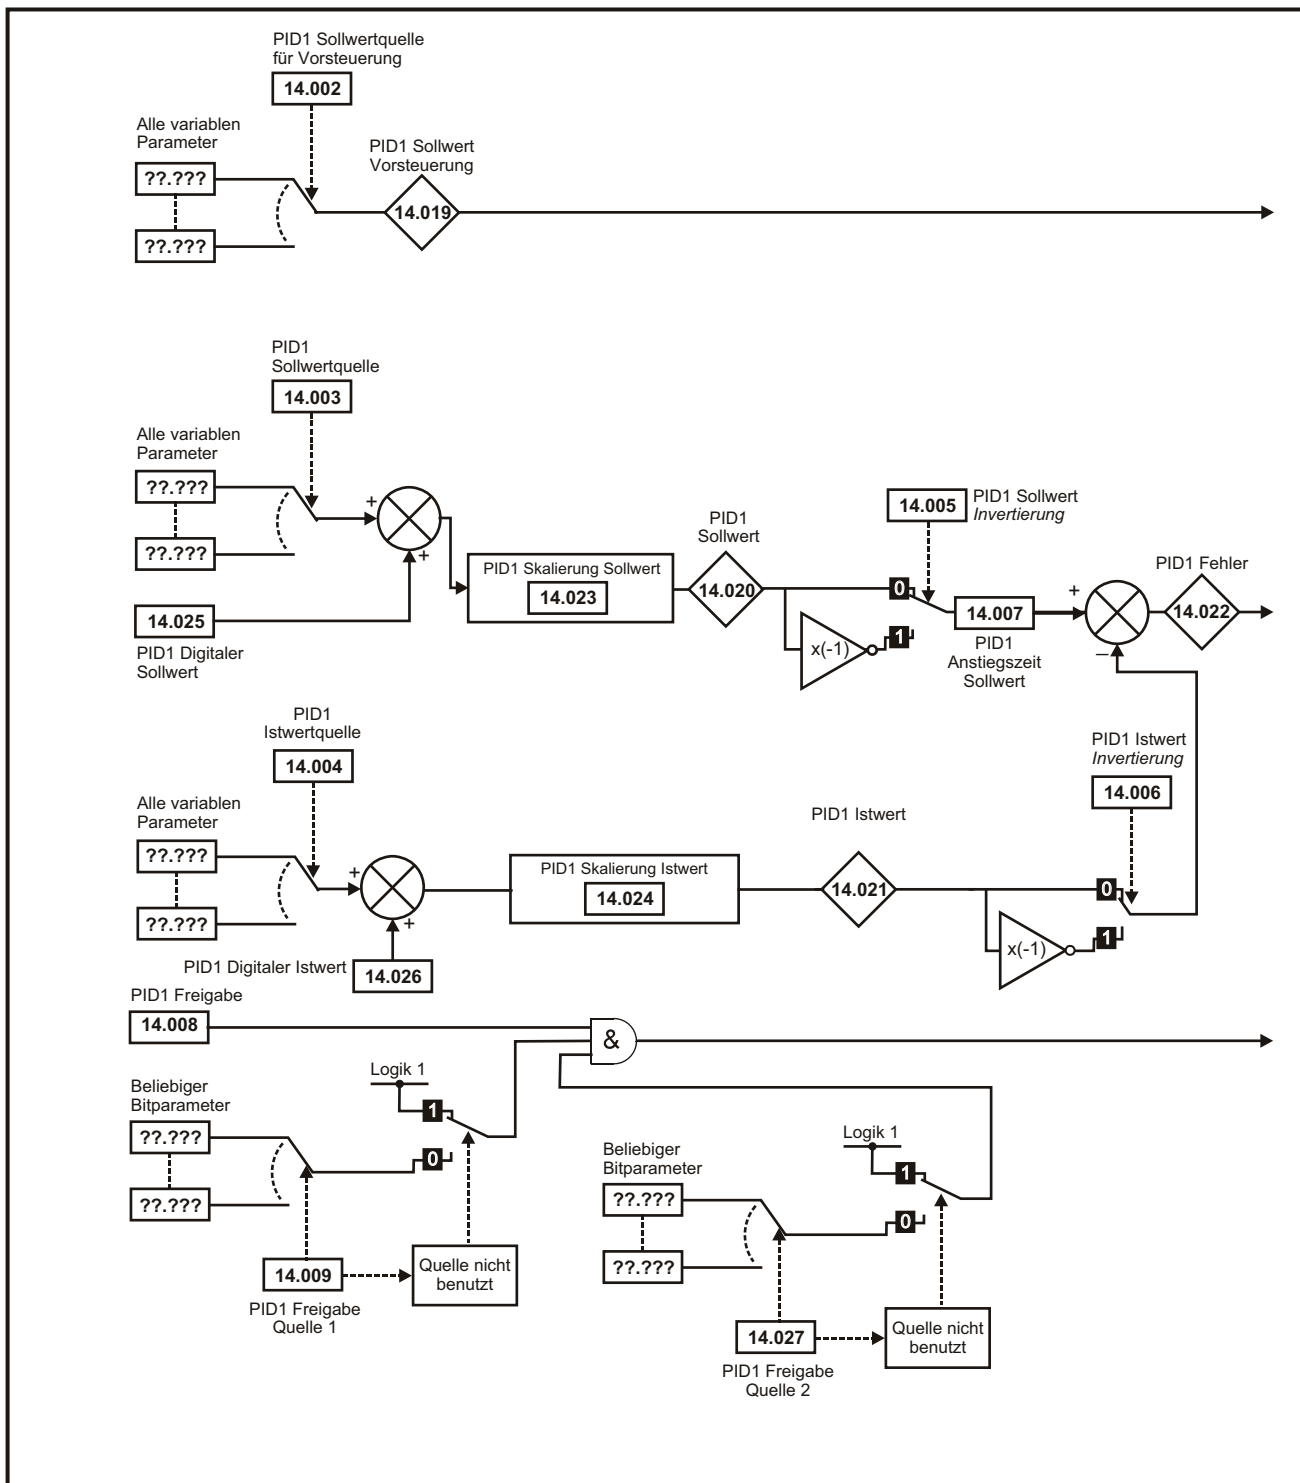 PID1 Sollwertquelle
für Vorsteuerung
14.002
Alle variablen
Parameter
??.???
??.???
PID1 Sollwert
Vorsteuerung
14.019
PID1
Sollwertquelle
14.003
Alle variablen
Parameter
??.???
??.???
+
+
14.025
PID1 Digitaler
Sollwert
PID1 Skalierung Sollwert
14.023
PID1
Sollwert
14.020
14.005
PID1 Sollwert
Invertierung
0
1
x(-1)
14.007
PID1
Anstiegszeit
Sollwert
+
–
PID1 Fehler
14.022
PID1
Istwertquelle
14.004
Alle variablen
Parameter
??.???
??.???
+
+
PID1 Digitaler Istwert
14.026
PID1 Skalierung Istwert
14.024
PID1 Istwert
14.021
PID1 Istwert
Invertierung
14.006
0
1
x(-1)
PID1 Freigabe
14.008
&
Logik 1
1
0
Beliebiger
Bitparameter
??.???
??.???
14.009
PID1 Freigabe
Quelle 1
Quelle nicht
benutzt
Logik 1
1
0
Beliebiger
Bitparameter
??.???
??.???
14.027
PID1 Freigabe
Quelle 2
Quelle nicht
benutzt